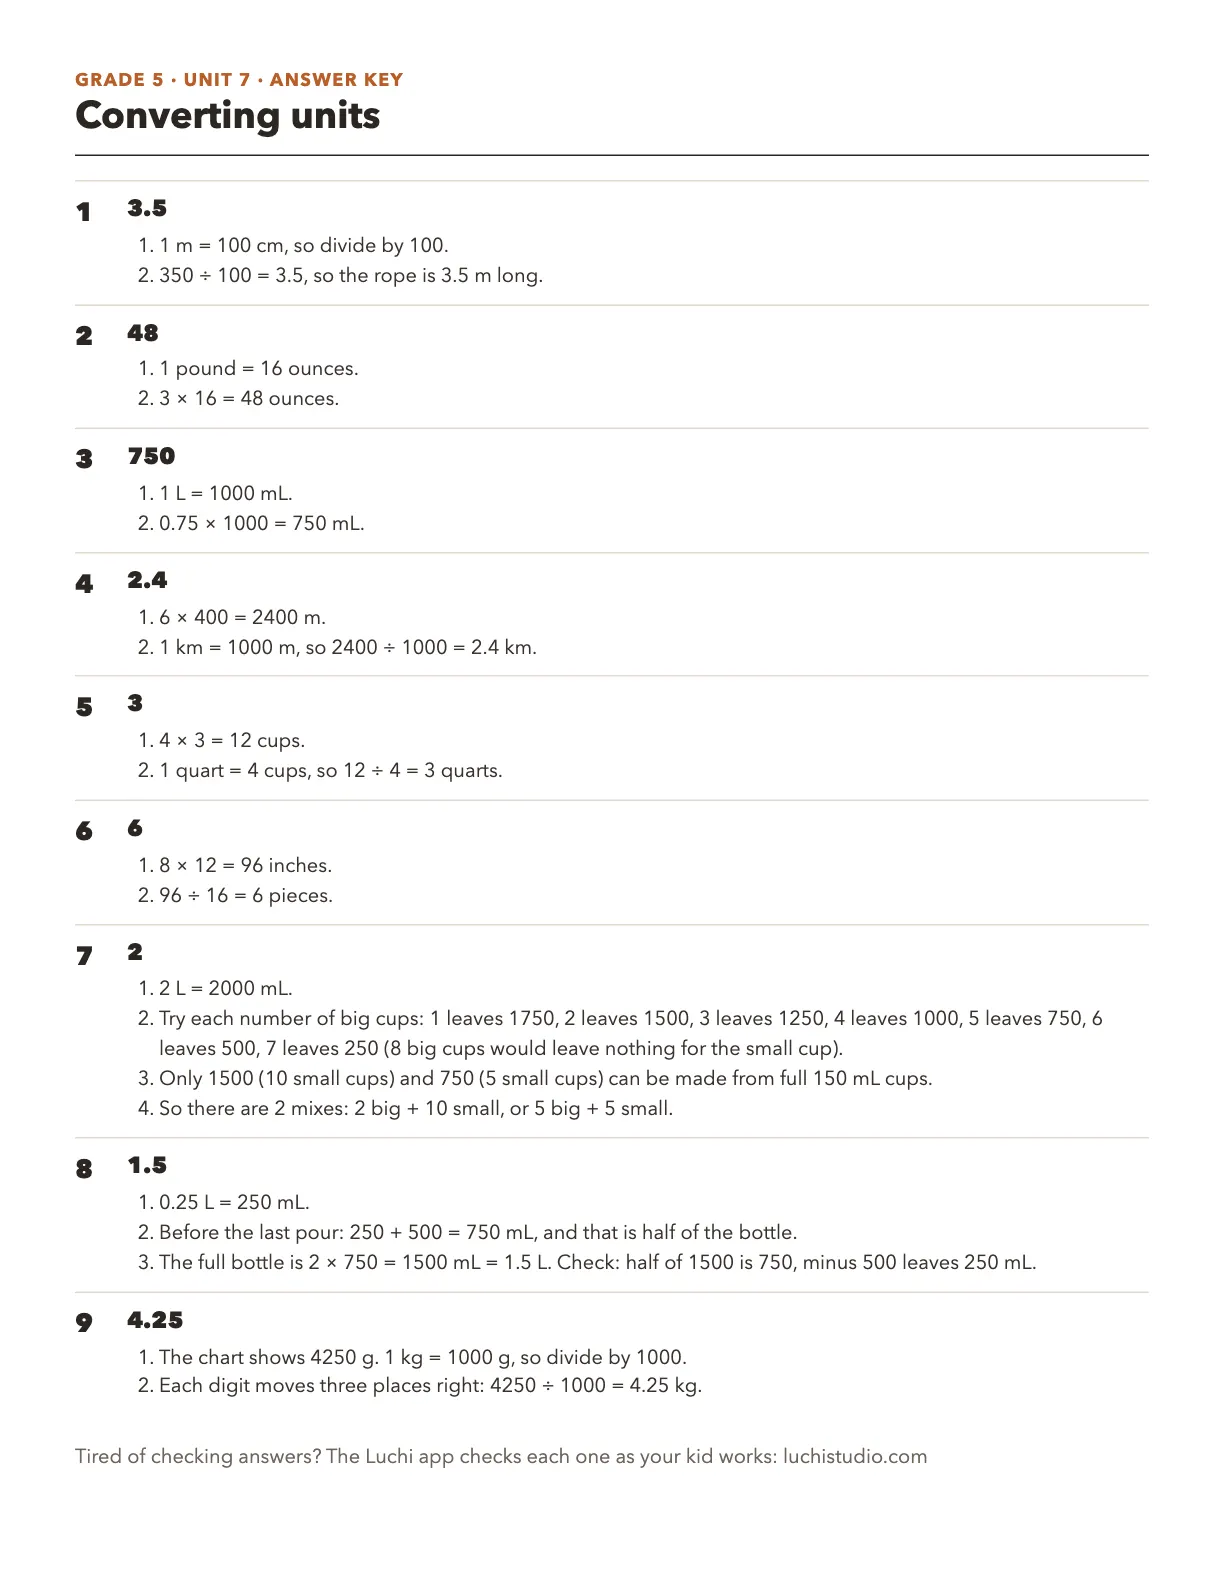 GRADE 5 · UNIT 7 · ANSWER KEY
Converting units
1 3.5
1. 1 m = 100 cm, so divide by 100.
2. 350 ÷ 100 = 3.5, so the rope is 3.5 m long.
2 48
1. 1 pound = 16 ounces.
2. 3 × 16 = 48 ounces.
3 750
1. 1 L = 1000 mL.
2. 0.75 × 1000 = 750 mL.
4 2.4
1. 6 × 400 = 2400 m.
2. 1 km = 1000 m, so 2400 ÷ 1000 = 2.4 km.
5 3
1. 4 × 3 = 12 cups.
2. 1 quart = 4 cups, so 12 ÷ 4 = 3 quarts.
6 6
1. 8 × 12 = 96 inches.
2. 96 ÷ 16 = 6 pieces.
7 2
1. 2 L = 2000 mL.
2. Try each number of big cups: 1 leaves 1750, 2 leaves 1500, 3 leaves 1250, 4 leaves 1000, 5 leaves 750, 6
leaves 500, 7 leaves 250 (8 big cups would leave nothing for the small cup).
3. Only 1500 (10 small cups) and 750 (5 small cups) can be made from full 150 mL cups.
4. So there are 2 mixes: 2 big + 10 small, or 5 big + 5 small.
8 1.5
1. 0.25 L = 250 mL.
2. Before the last pour: 250 + 500 = 750 mL, and that is half of the bottle.
3. The full bottle is 2 × 750 = 1500 mL = 1.5 L. Check: half of 1500 is 750, minus 500 leaves 250 mL.
9 4.25
1. The chart shows 4250 g. 1 kg = 1000 g, so divide by 1000.
2. Each digit moves three places right: 4250 ÷ 1000 = 4.25 kg.
Tired of checking answers? The Luchi app checks each one as your kid works: luchistudio.com